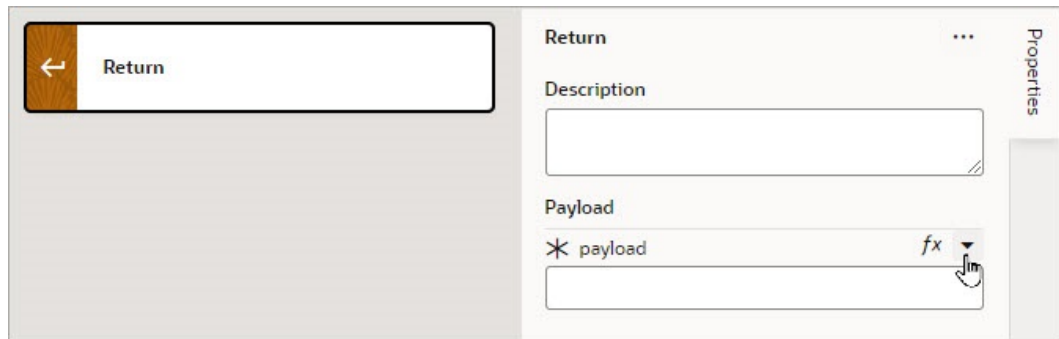 Return
Return
Description
Payload
payload
fx
Properties